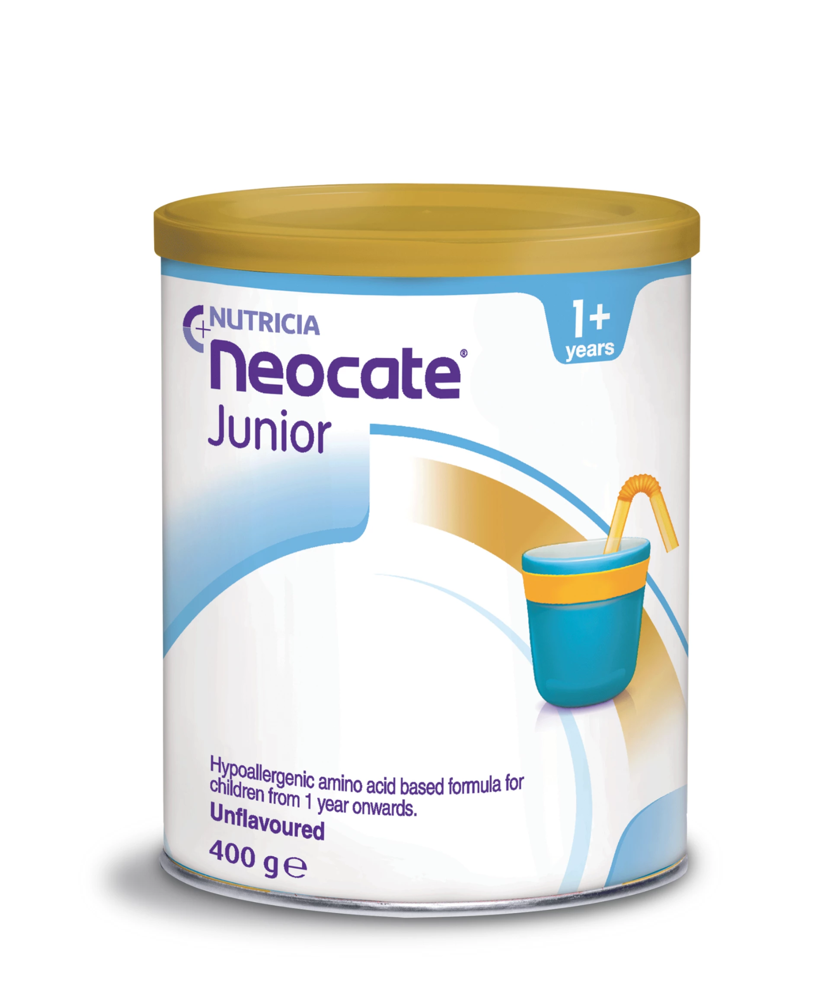 NUTRICIA
neocate®
Junior
1+
years
Hypoallergenic amino acid based formula for
children from 1 year onwards.
Unflavoured
400 g ℮